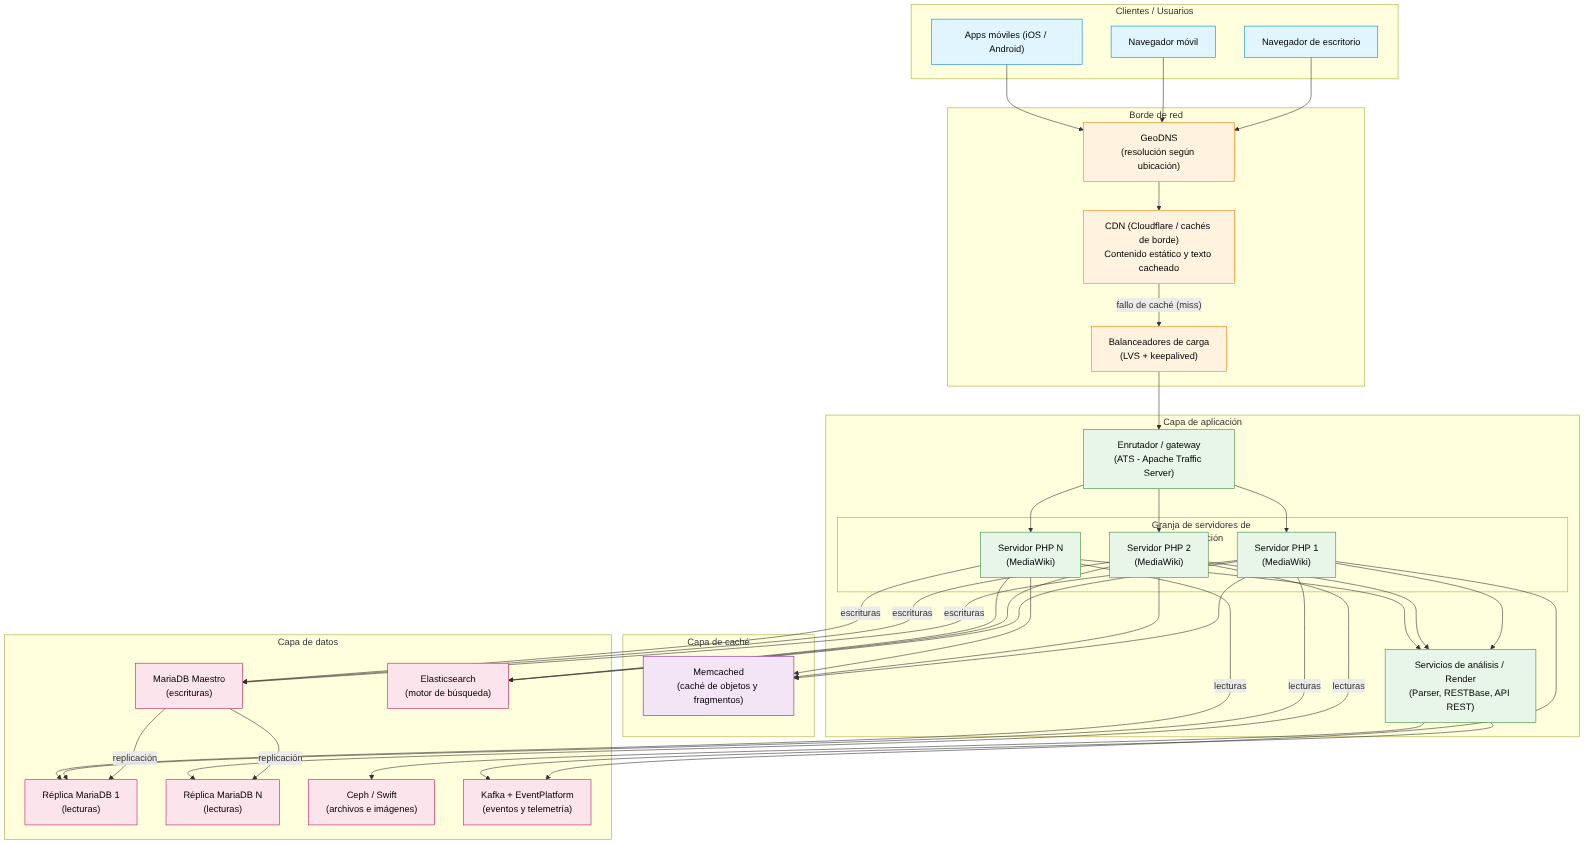 Clientes / Usuarios
Apps móviles (iOS /
Android)
Navegador móvil
Navegador de escritorio
Borde de red
GeoDNS
(resolución según
ubicación)
CDN (Cloudflare / cachés
de borde)
Contenido estático y texto
cacheado
fallo de caché (miss)
Balanceadores de carga
(LVS + keepalived)
Capa de aplicación
Enrutador / gateway
(ATS - Apache Traffic
Server)
Granja de servidores de
Servidor PHP N
(MediaWiki)
Servidor PHP 2
(MediaWiki)
Servidor PHP 1
(MediaWiki)
escrituras
escrituras
escrituras
Capa de datos
Capa de caché
MariaDB Maestro
(escrituras)
Elasticsearch
(motor de búsqueda)
Memcached
(caché de objetos y
fragmentos)
lecturas
lecturas
lecturas
Servicios de análisis /
Render
(Parser, RESTBase, API
REST)
replicación
replicación
Réplica MariaDB 1
(lecturas)
Réplica MariaDB N
(lecturas)
Ceph / Swift
(archivos e imágenes)
Kafka + EventPlatform
(eventos y telemetría)